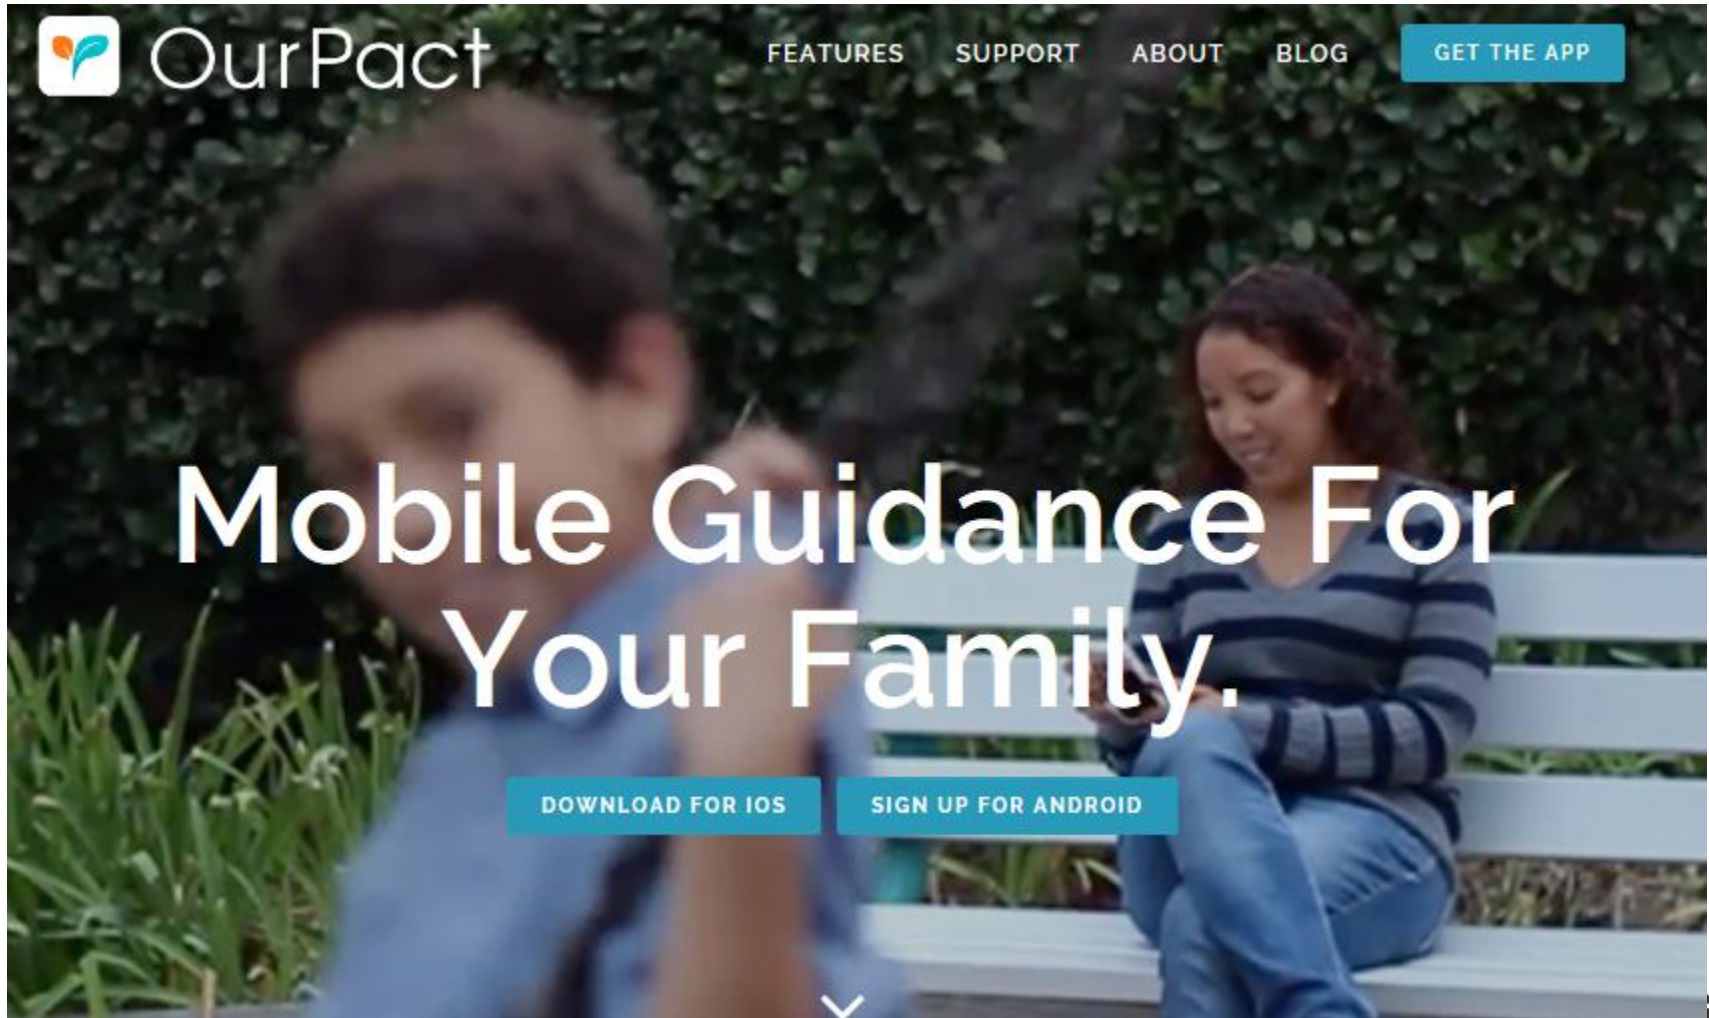 OurPact
FEATURES SUPPORT ABOUT BLOG GET THE APP
Mobile Guidance For
Your Family.
DOWNLOAD FOR IOS SIGN UP FOR ANDROID